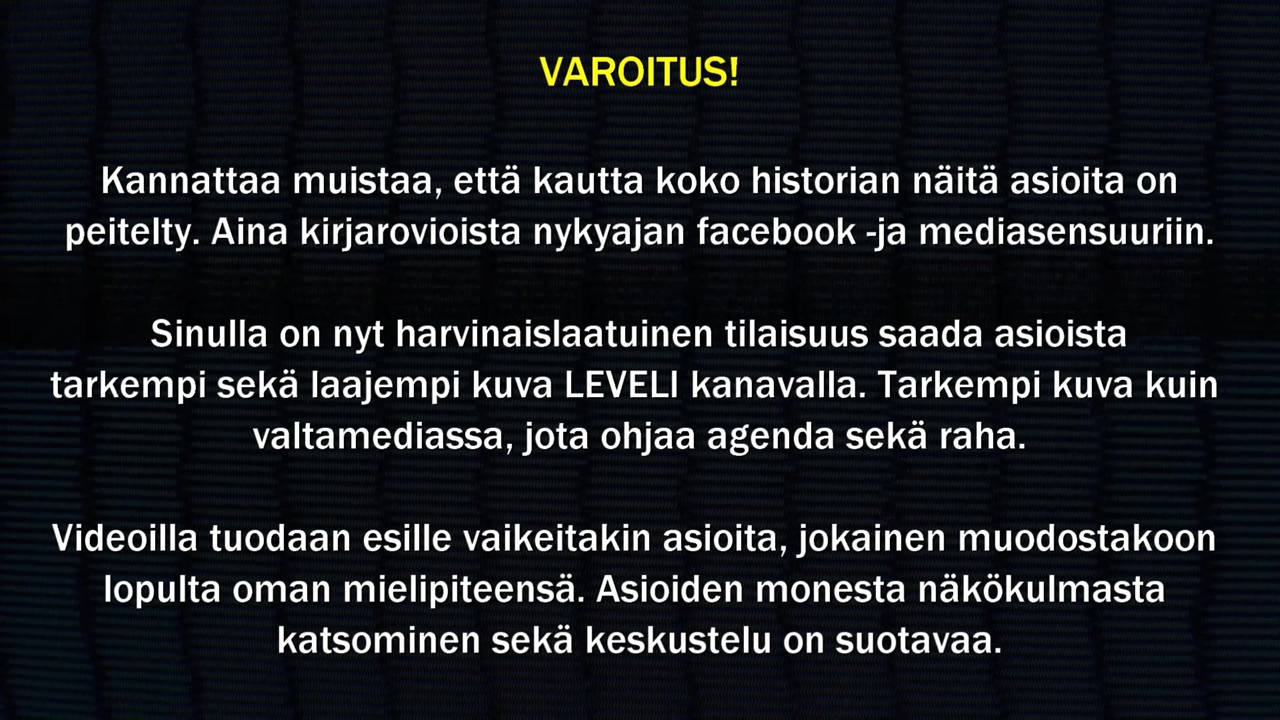 VAROITUS!
Kannattaa muistaa, että kautta koko historian näitä asioita on
peitelty. Aina kirjarovioista nykyajan facebook -ja mediasensuuriin.
Sinulla on nyt harvinaislaatuinen tilaisuus saada asioista
tarkempi sekä laajempi kuva LEVELI kanavalla. Tarkempi kuva kuin
valtamediassa, jota ohjaa agenda sekä raha.
Videoilla tuodaan esille vaikeitakin asioita, jokainen muodostakoon
lopulta oman mielipiteensä. Asioiden monesta näkökulmasta
katsominen sekä keskustelu on suotavaa.